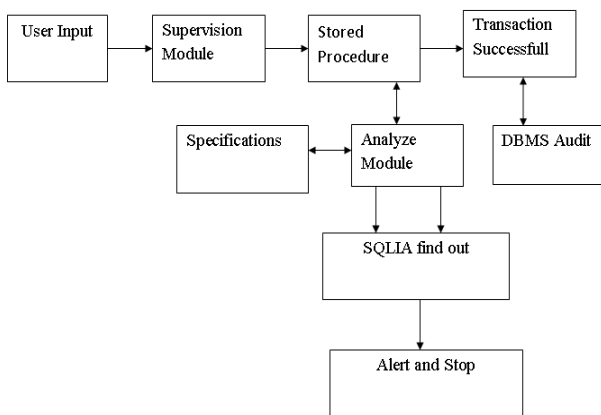 User Input
Supervision
Module
Stored
Procedure
Transaction
Successfull
Specifications
Analyze
Module
DBMS Audit
SQLIA find out
Alert and Stop